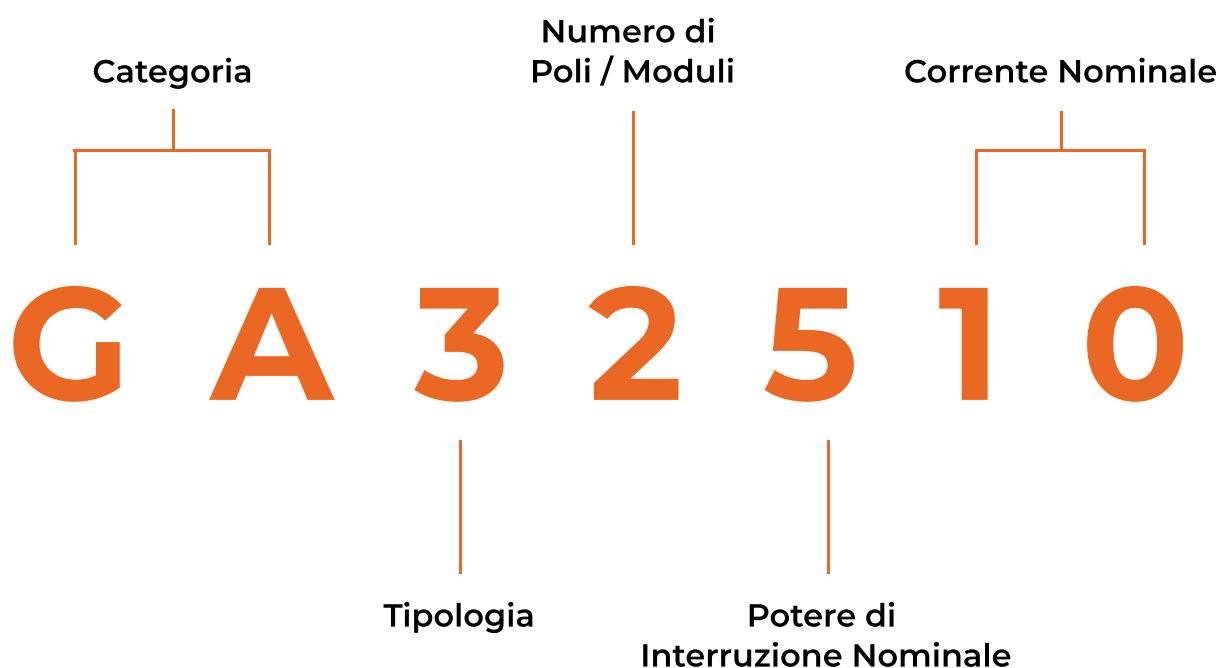 Numero di
Categoria
Poli / Moduli
Corrente Nominale
G A 3 2 5 1 0
Tipologia
Potere di
Interruzione Nominale